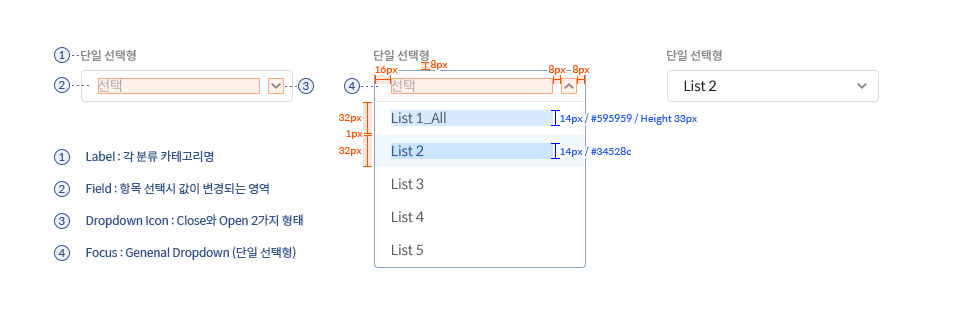 1 단일 선택형
2 선택 3
1 Label : 각 분류 카테고리명
2 Field : 항목 선택시 값이 변경되는 영역
3 Dropdown Icon : Close와 Open 2가지 형태
4 Focus : Genenal Dropdown (단일 선택형)
단일 선택형
16px 8px 8px 8px
4 선택
32px List 1_All 14px / #595959 / Height 33px
1px
32px List 2 14px / #34528c
List 3
List 4
List 5
단일 선택형
List 2